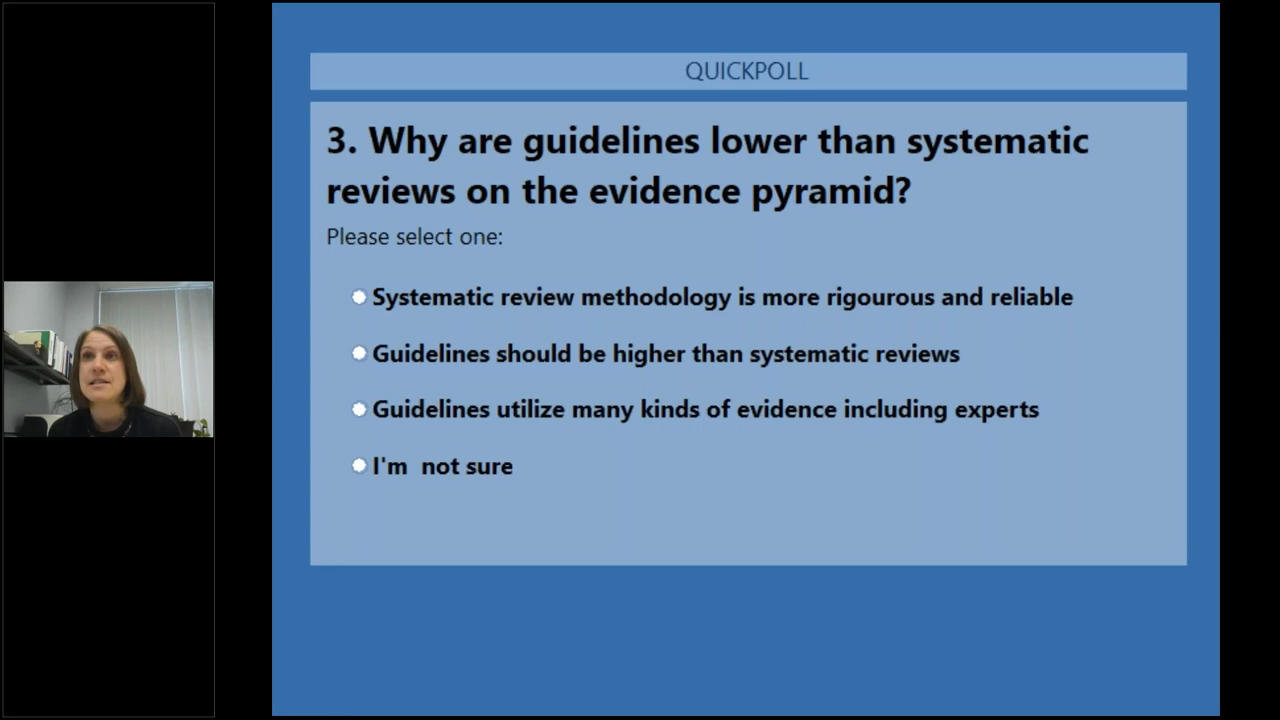 QUICKPOLL
3. Why are guidelines lower than systematic
reviews on the evidence pyramid?
Please select one:
Systematic review methodology is more rigourous and reliable
Guidelines should be higher than systematic reviews
Guidelines utilize many kinds of evidence including experts
I'm  not sure